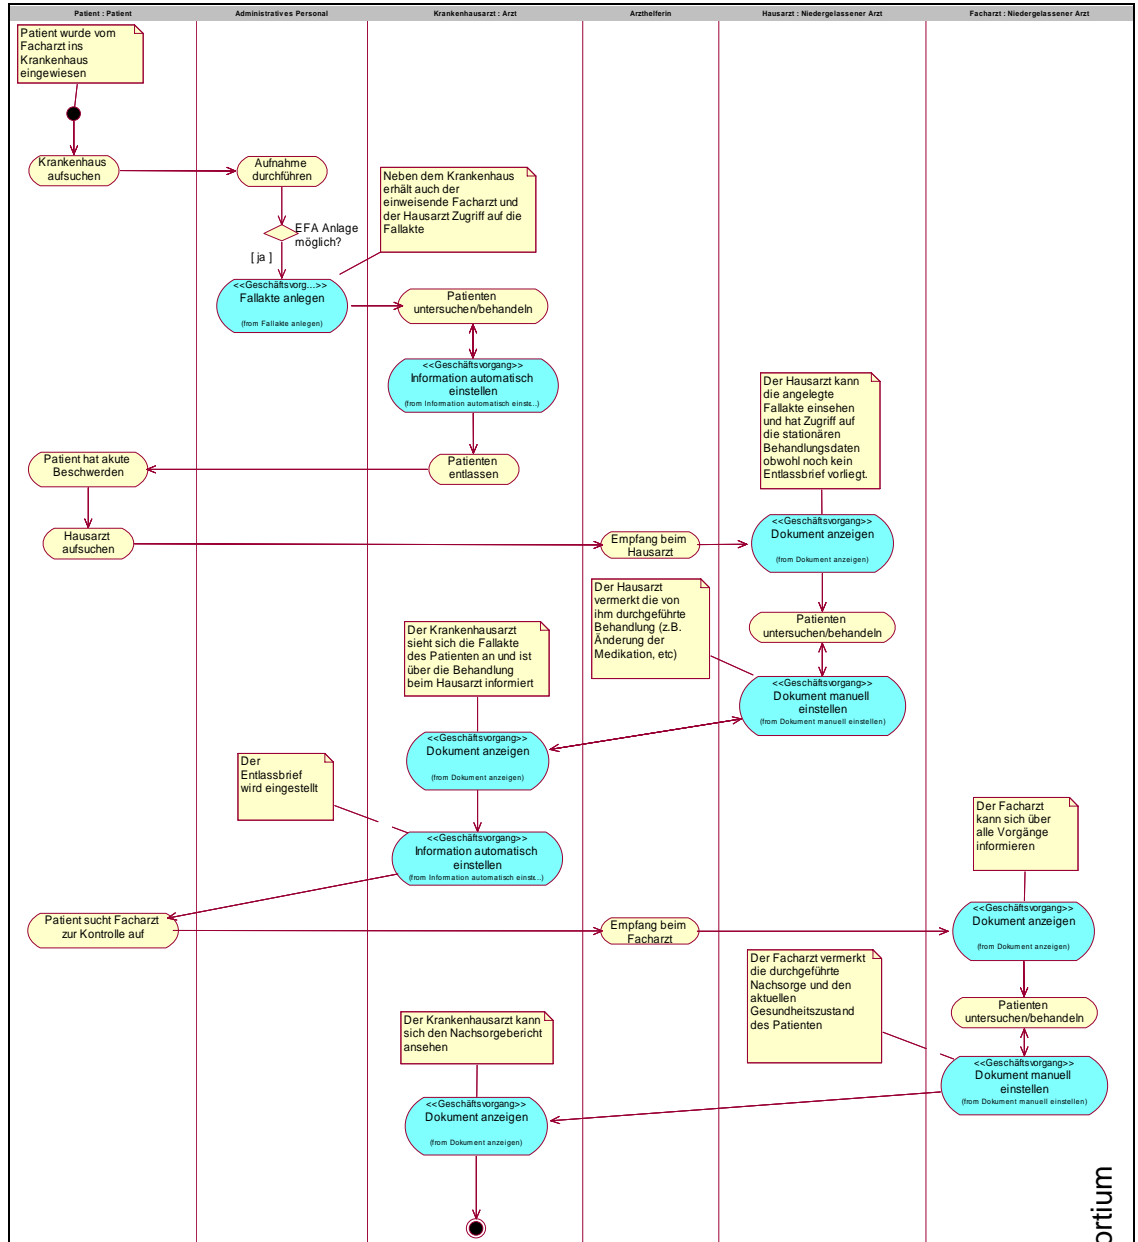 Patient : Patient
Administratives Personal
Krankenhausarzt : Arzt
Arzthelferin
Hausarzt : Niedergelassener Arzt
Facharzt : Niedergelassener Arzt
Patient wurde vom
Facharzt ins
Krankenhaus
eingewiesen
Krankenhaus
aufsuchen
Aufnahme
durchführen
Neben dem Krankenhaus
erhält auch der
einweisende Facharzt und
der Hausarzt Zugriff auf die
Fallakte
EFA Anlage
möglich?
[ ja ]
<<Geschäftsvorg...>>
Fallakte anlegen
(from Fallakte anlegen)
Patienten
untersuchen/behandeln
<<Geschäftsvorgang>>
Information automatisch
einstellen
(from Information automatisch einste...)
Der Hausarzt kann
die angelegte
Fallakte einsehen
und hat Zugriff auf
die stationären
Behandlungsdaten
obwohl noch kein
Entlassbrief vorliegt.
Patient hat akute
Beschwerden
Patienten
entlassen
Hausarzt
aufsuchen
Empfang beim
Hausarzt
<<Geschäftsvorgang>>
Dokument anzeigen
(from Dokument anzeigen)
Der Hausarzt
vermerkt die von
ihm durchgeführte
Behandlung (z.B.
Änderung der
Medikation, etc)
Patienten
untersuchen/behandeln
Der Krankenhausarzt
sieht sich die Fallakte
des Patienten an und ist
über die Behandlung
beim Hausarzt informiert
<<Geschäftsvorgang>>
Dokument manuell
einstellen
(from Dokument manuell einstellen)
<<Geschäftsvorgang>>
Dokument anzeigen
(from Dokument anzeigen)
Der
Entlassbrief
wird eingestellt
<<Geschäftsvorgang>>
Information automatisch
einstellen
(from Information automatisch einste...)
Der Facharzt
kann sich über
alle Vorgänge
informieren
Patient sucht Facharzt
zur Kontrolle auf
Empfang beim
Facharzt
<<Geschäftsvorgang>>
Dokument anzeigen
(from Dokument anzeigen)
Der Facharzt vermerkt
die durchgeführte
Nachsorge und den
aktuellen
Gesundheitszustand
des Patienten
Patienten
untersuchen/behandeln
Der Krankenhausarzt kann
sich den Nachsorgebericht
ansehen
<<Geschäftsvorgang>>
Dokument manuell
einstellen
(from Dokument manuell einstellen)
<<Geschäftsvorgang>>
Dokument anzeigen
(from Dokument anzeigen)
ortium